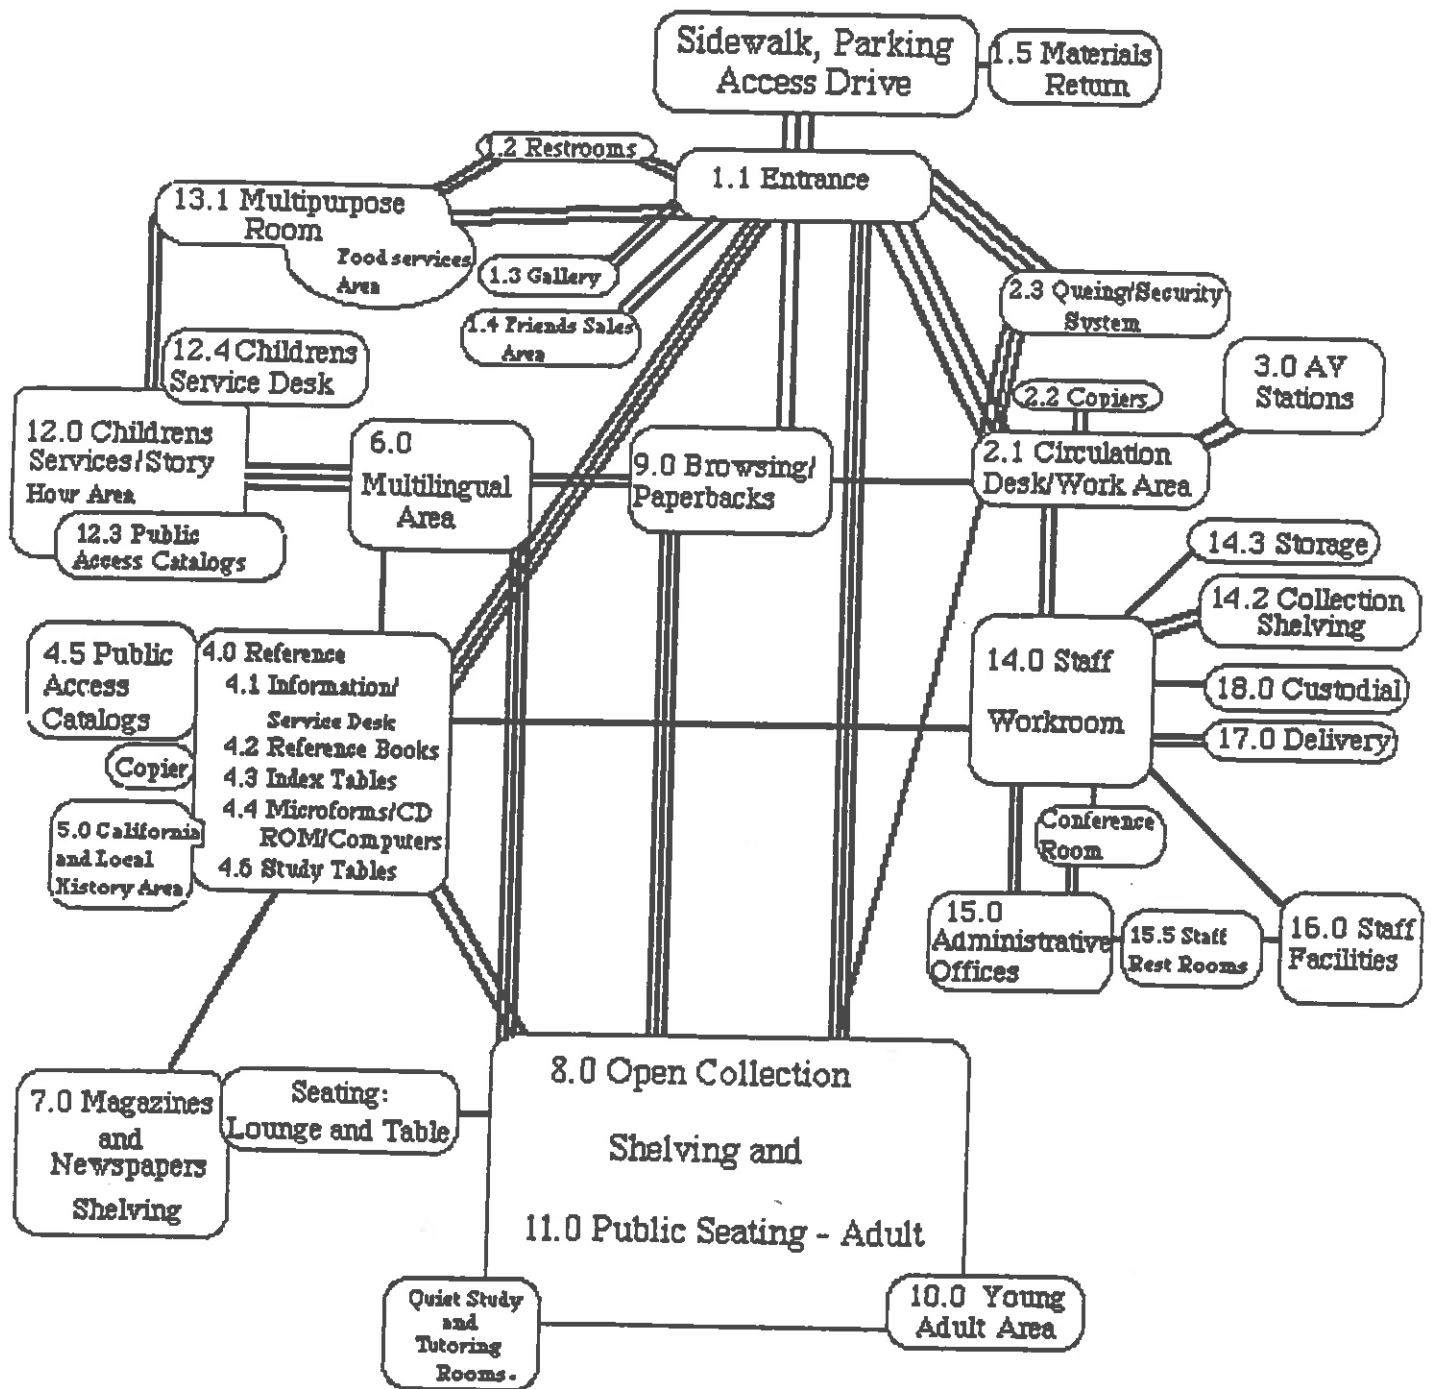 Sidewalk, Parking
Access Drive
1.5 Materials
Return
1.2 Restrooms
1.1 Entrance
13.1 Multipurpose
Room
Food services
Area
1.3 Gallery
1.4 Friends Sales
Area
2.3 Queing/Security
System
12.4 Childrens
Service Desk
3.0 AV
Stations
2.2 Copiers
12.0 Childrens
Services/Story
Hour Area
12.3 Public
Access Catalogs
6.0
Multilingual
Area
9.0 Browsing/
Paperbacks
2.1 Circulation
Desk/Work Area
14.3 Storage
14.2 Collection
Shelving
14.0 Staff
Workroom
18.0 Custodial
17.0 Delivery
4.5 Public
Access
Catalogs
4.0 Reference
4.1 Information/
Service Desk
4.2 Reference Books
4.3 Index Tables
4.4 Microforms/CD
ROM/Computers
4.6 Study Tables
Copier
5.0 California
and Local
History Area
Conference
Room
15.0
Administrative
Offices
15.5 Staff
Rest Rooms
16.0 Staff
Facilities
7.0 Magazines
and
Newspapers
Shelving
Seating:
Lounge and Table
8.0 Open Collection
Shelving and
11.0 Public Seating - Adult
Quiet Study
and
Tutoring
Rooms.
10.0 Young
Adult Area